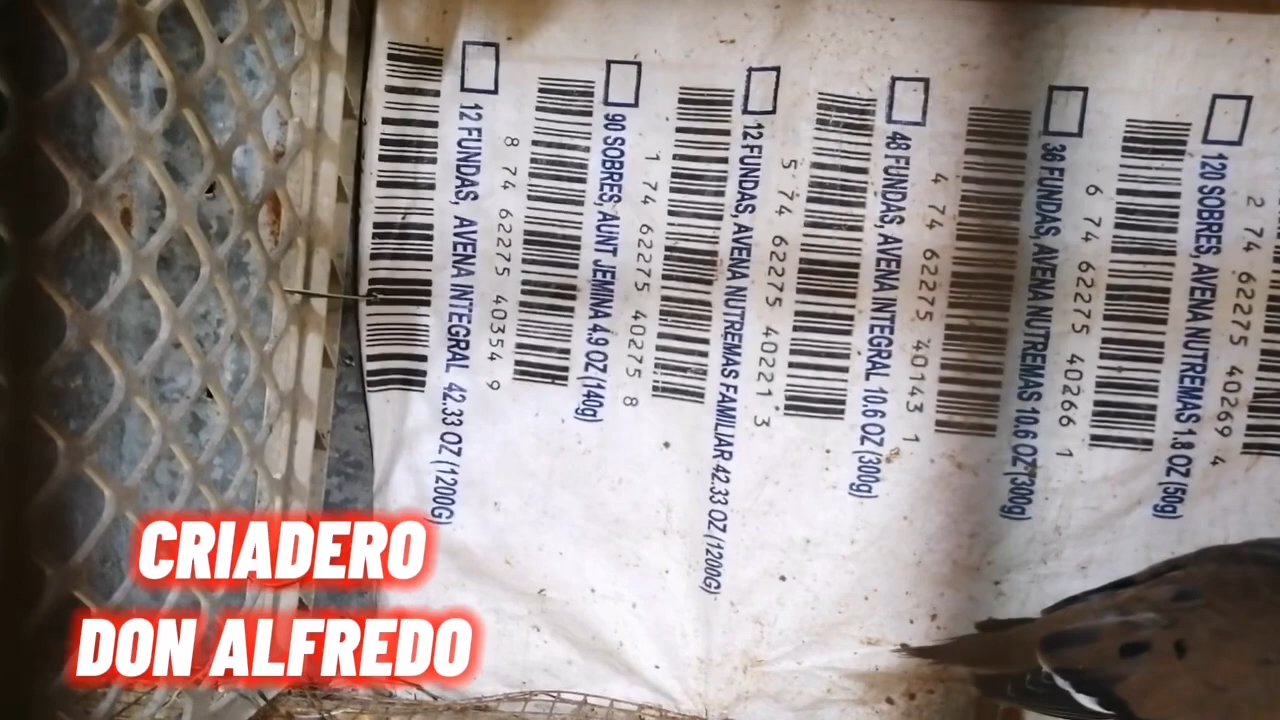 12 FUNDAS, AVENA INTEGRAL 42.33 OZ (1200G)
8 74 62275 40354 9
90 SOBRES, AUNT JEMINA 4.9 OZ (140g)
1 74 62275 40275 8
12 FUNDAS, AVENA NUTREMAS FAMILIAR 42.33 OZ (1200G)
5 74 62275 40221 3
48 FUNDAS, AVENA INTEGRAL 10.6 OZ (300g)
4 74 62275 40143 1
36 FUNDAS, AVENA NUTREMAS 10.6 OZ (300g)
6 74 62275 40266 1
120 SOBRES, AVENA NUTREMAS 1.8 OZ (50g)
2 74 62275 40269 4
CRIADERO
DON ALFREDO